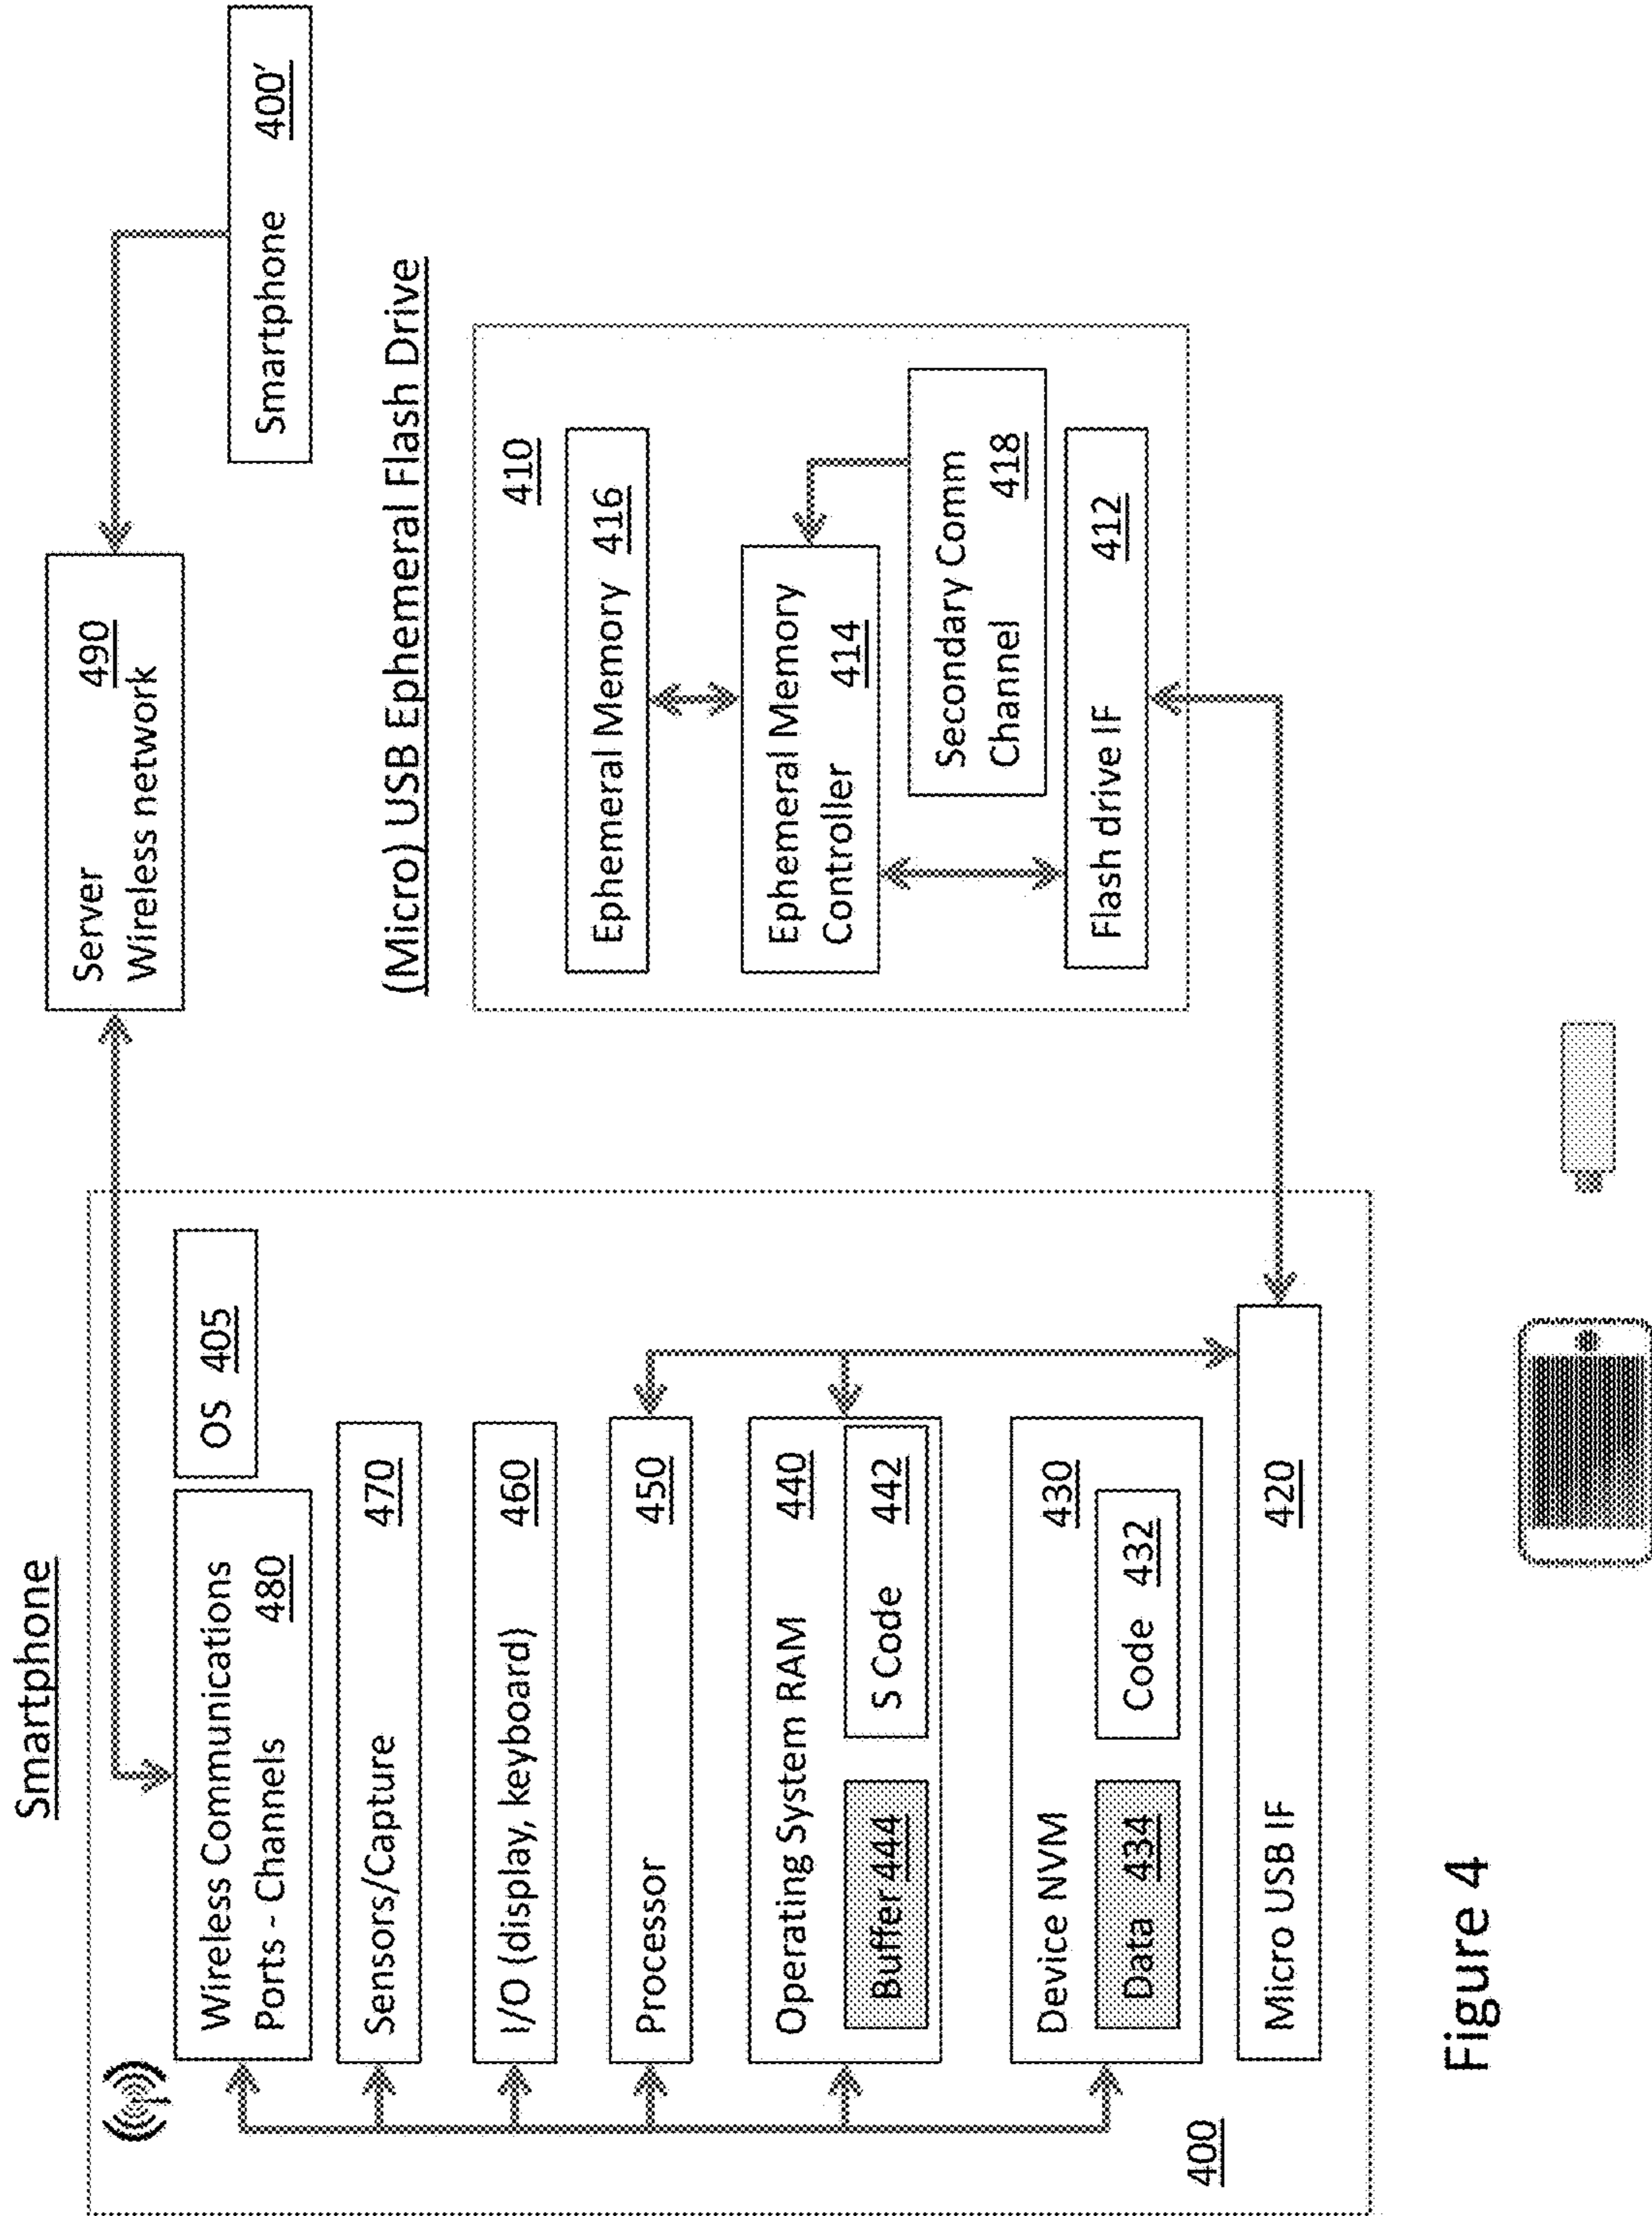 Smartphone
Wireless Communications
Ports - Channels 480
OS 405
Sensors/Capture 470
I/O (display, keyboard) 460
Processor 450
Operating System RAM 440
Buffer 444
S Code 442
Device NVM 430
Data 434
Code 432
Micro USB IF 420
400
Server
490
Wireless network
Smartphone 400'
(Micro) USB Ephemeral Flash Drive
410
Ephemeral Memory 416
Ephemeral Memory
Controller 414
Secondary Comm
Channel 418
Flash drive IF 412
Figure 4